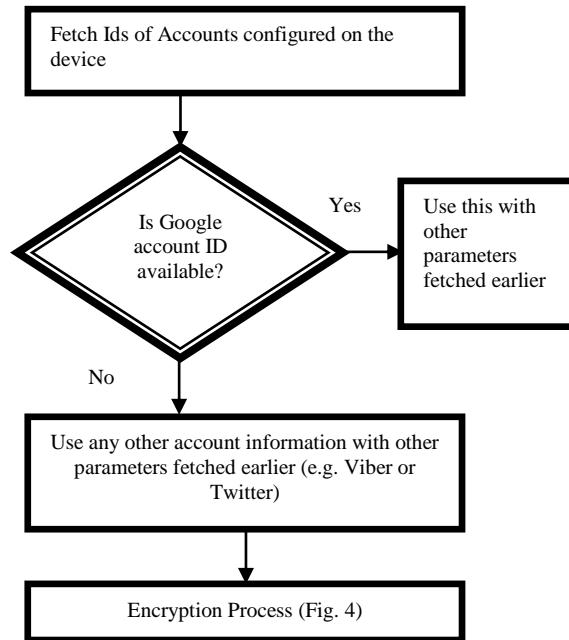 Fetch Ids of Accounts configured on the
device
Is Google
account ID
available?
Yes
Use this with
other
parameters
fetched earlier
No
Use any other account information with other
parameters fetched earlier (e.g. Viber or
Twitter)
Encryption Process (Fig. 4)